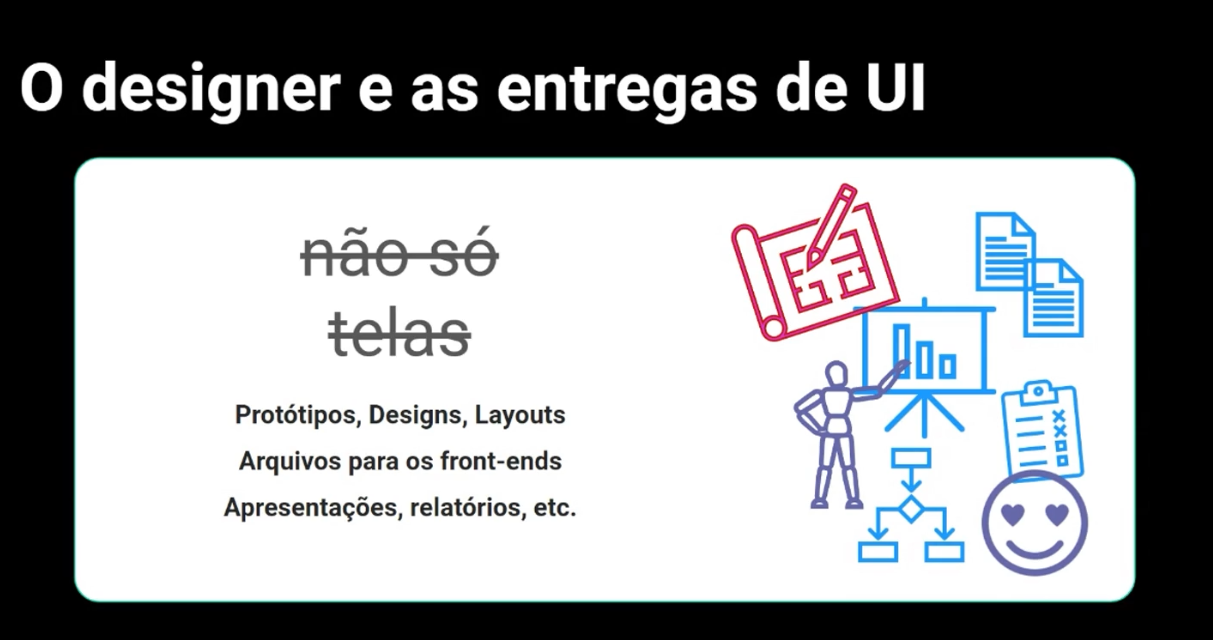 O designer e as entregas de UI
não só
telas
Protótipos, Designs, Layouts
Arquivos para os front-ends
Apresentações, relatórios, etc.